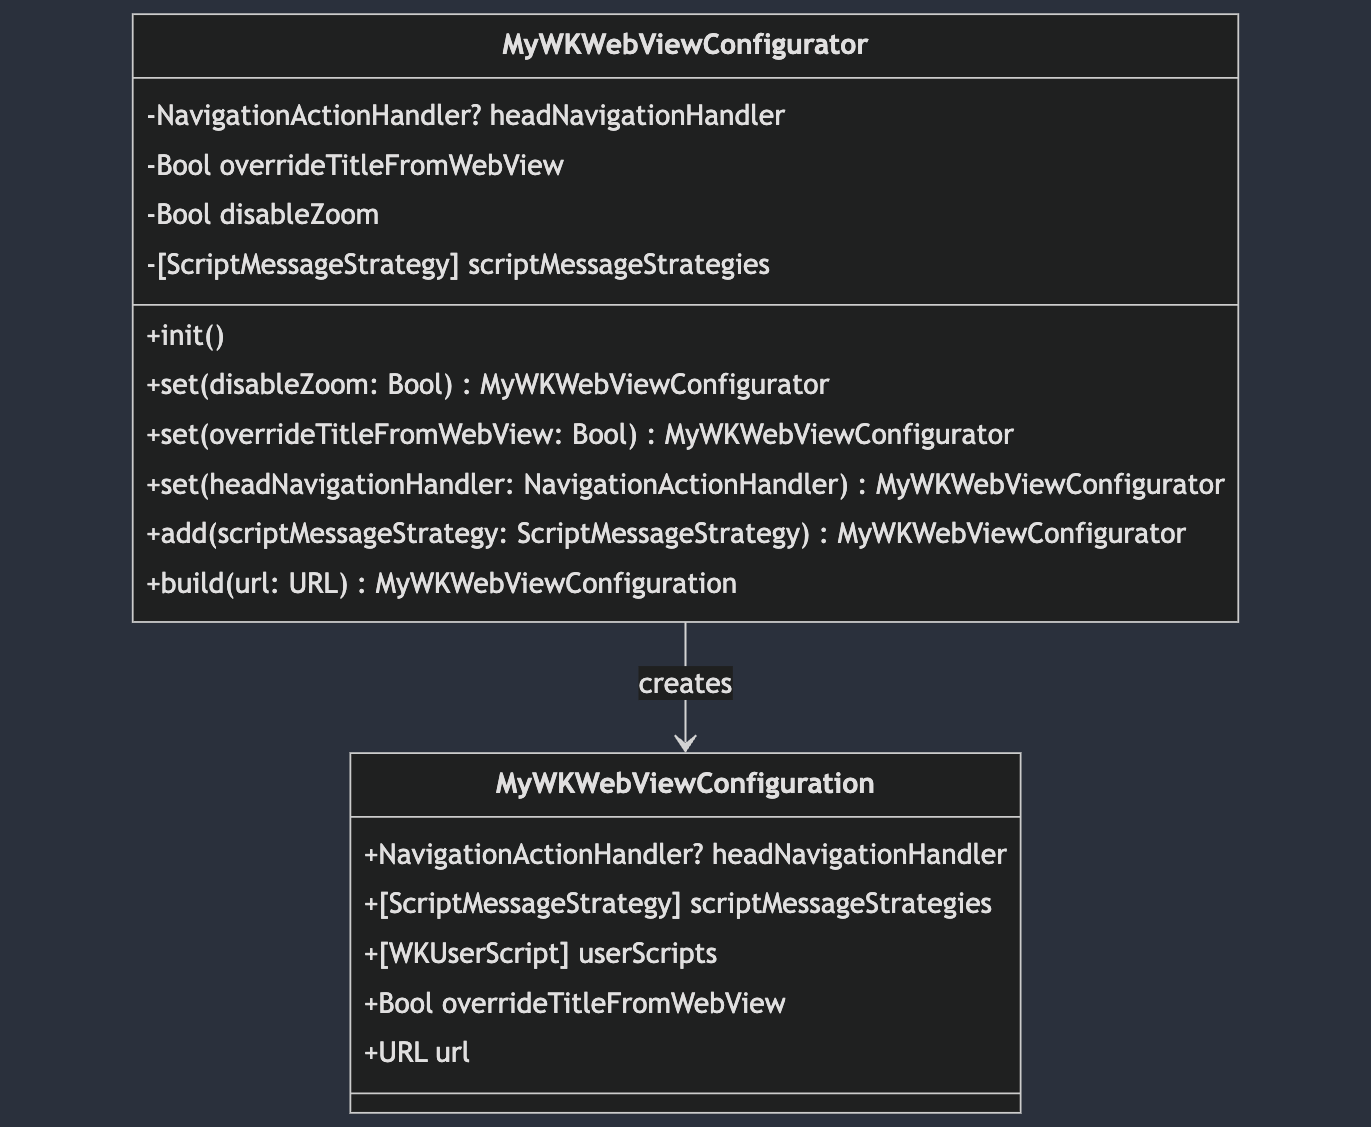 MyWKWebViewConfigurator
-NavigationActionHandler? headNavigationHandler
-Bool overrideTitleFromWebView
-Bool disableZoom
-[ScriptMessageStrategy] scriptMessageStrategies
+init()
+set(disableZoom: Bool) : MyWKWebViewConfigurator
+set(overrideTitleFromWebView: Bool) : MyWKWebViewConfigurator
+set(headNavigationHandler: NavigationActionHandler) : MyWKWebViewConfigurator
+add(scriptMessageStrategy: ScriptMessageStrategy) : MyWKWebViewConfigurator
+build(url: URL) : MyWKWebViewConfiguration
creates
MyWKWebViewConfiguration
+NavigationActionHandler? headNavigationHandler
+[ScriptMessageStrategy] scriptMessageStrategies
+[WKUserScript] userScripts
+Bool overrideTitleFromWebView
+URL url